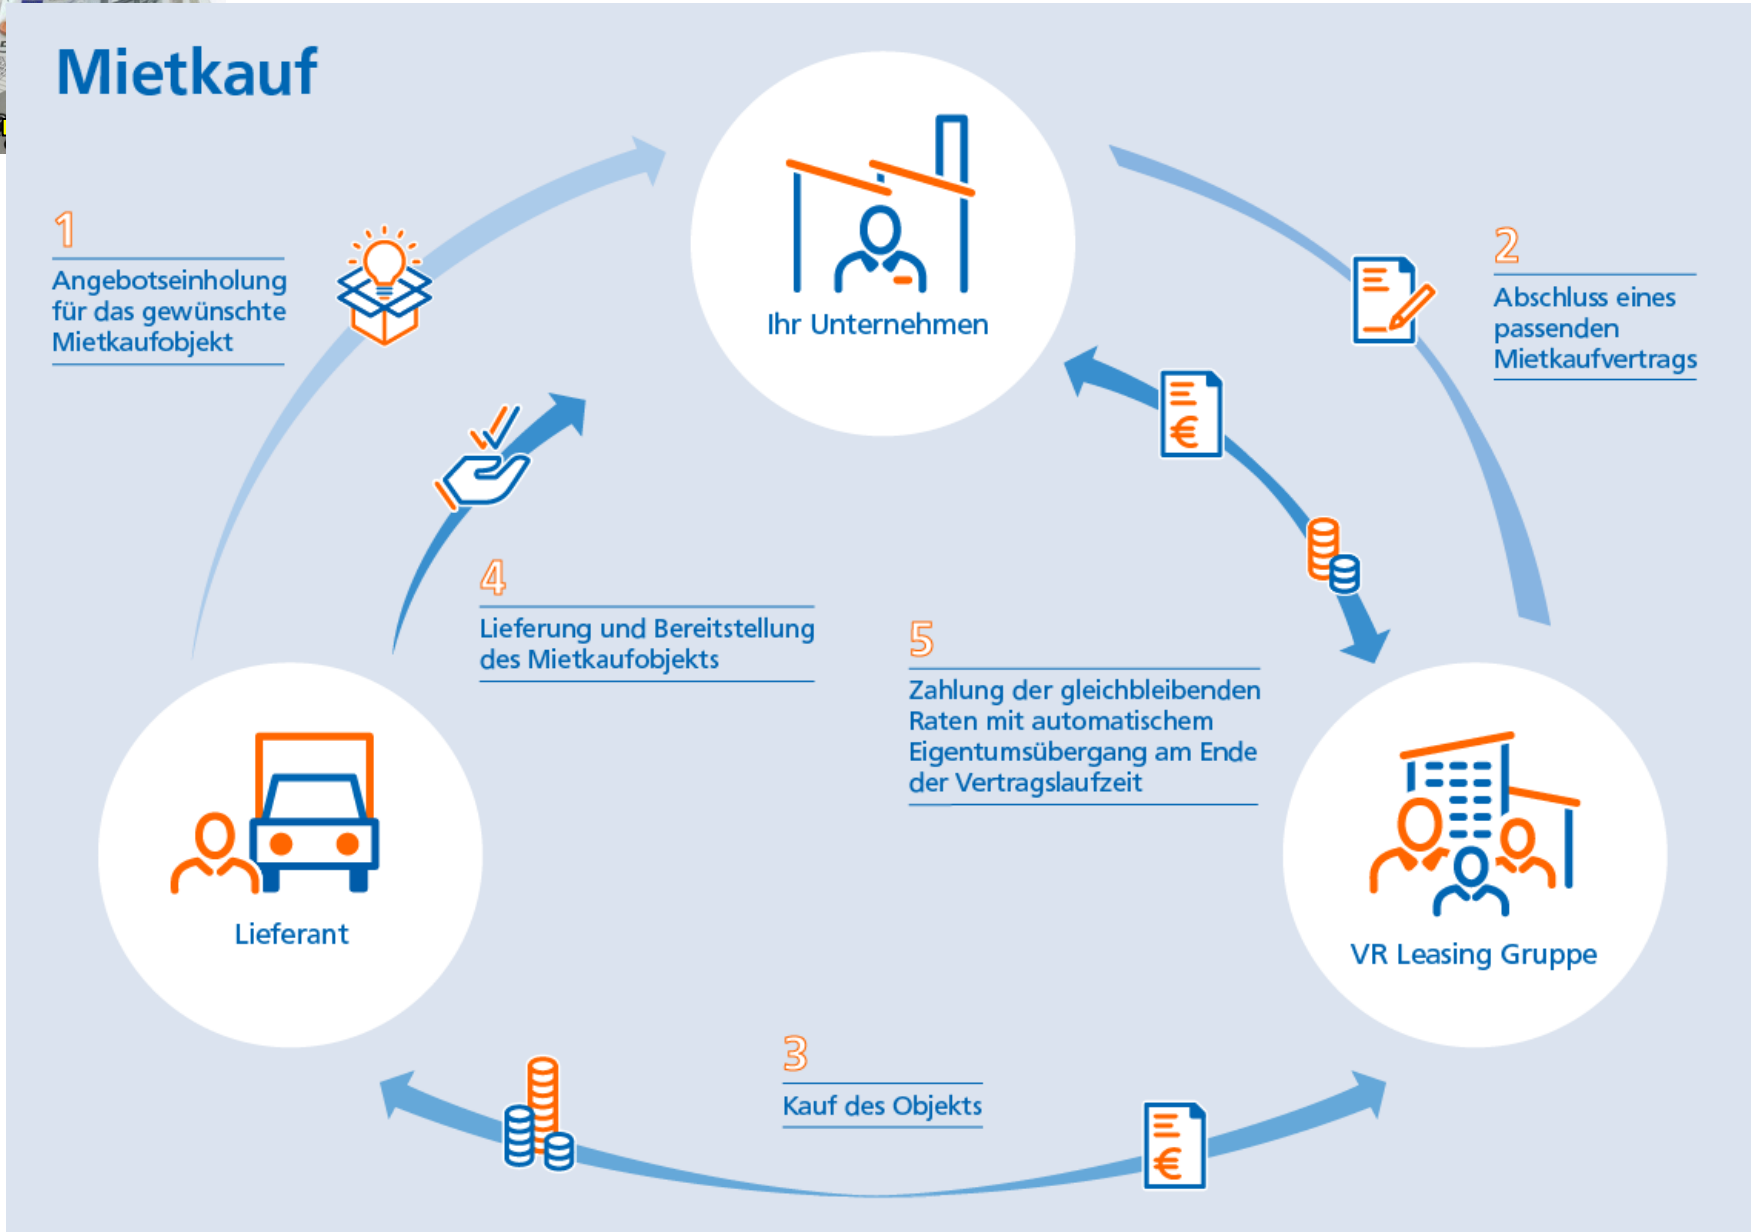 Mietkauf
1
Angebotseinholung
für das gewünschte
Mietkaufobjekt
Ihr Unternehmen
2
Abschluss eines
passenden
Mietkaufvertrags
€
4
Lieferung und Bereitstellung
des Mietkaufobjekts
5
Zahlung der gleichbleibenden
Raten mit automatischem
Eigentumsübergang am Ende
der Vertragslaufzeit
Lieferant
VR Leasing Gruppe
3
Kauf des Objekts
€